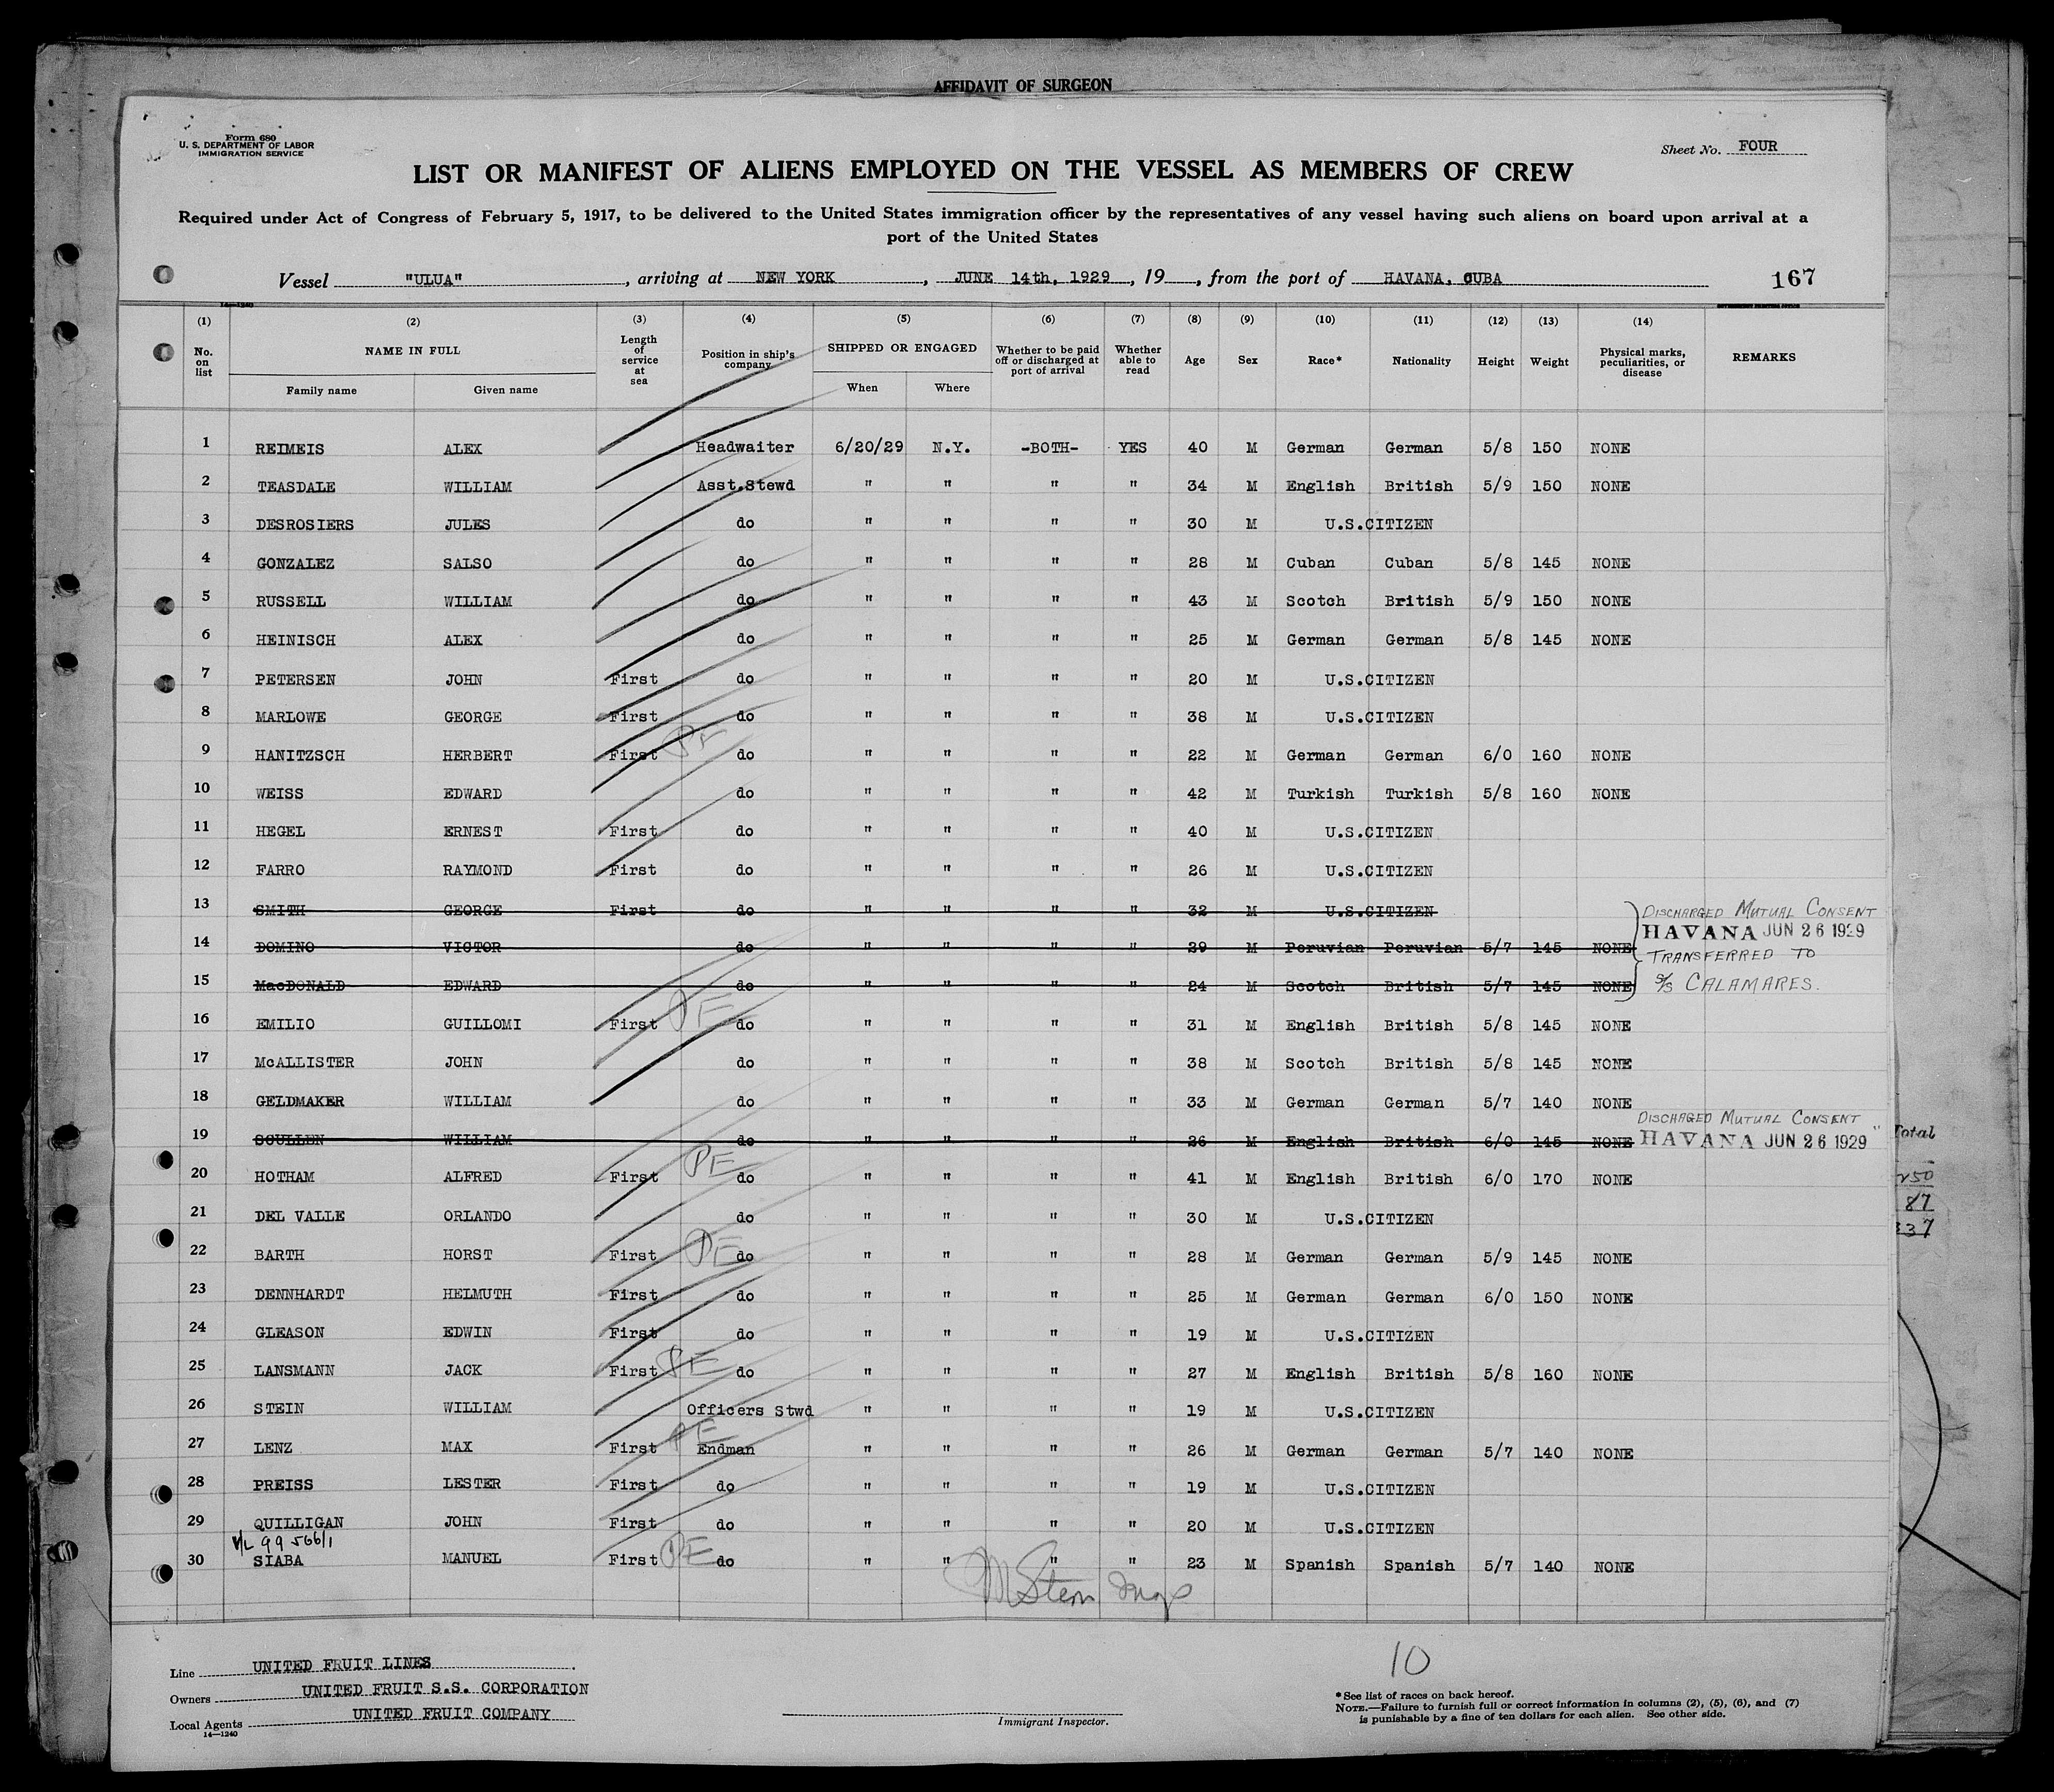 AFFIDAVIT OF SURGEON
Form 680
U. S. DEPARTMENT OF LABOR
IMMIGRATION SERVICE
Sheet No. FOUR
LIST OR MANIFEST OF ALIENS EMPLOYED ON THE VESSEL AS MEMBERS OF CREW
Required under Act of Congress of February 5, 1917, to be delivered to the United States immigration officer by the representatives of any vessel having such aliens on board upon arrival at a
port of the United States
Vessel "ULUA", arriving at NEW YORK, JUNE 14th, 1929, 19, from the port of HAVANA, CUBA 167
14—1240
(1) (2) (3) (4) (5) (6) (7) (8) (9) (10) (11) (12) (13) (14)
No. on list NAME IN FULL Family name Given name Length of service at sea Position in ship's company SHIPPED OR ENGAGED When Where Whether to be paid off or discharged at port of arrival Whether able to read Age Sex Race* Nationality Height Weight Physical marks, peculiarities, or disease REMARKS
1 REIMEIS ALEX Headwaiter 6/20/29 N.Y. -BOTH- YES 40 M German German 5/8 150 NONE
2 TEASDALE WILLIAM Asst.Stewd " " " " 34 M English British 5/9 150 NONE
3 DESROSIERS JULES do " " " " 30 M U.S.CITIZEN
4 GONZALEZ SALSO do " " " " 28 M Cuban Cuban 5/8 145 NONE
5 RUSSELL WILLIAM do " " " " 43 M Scotch British 5/9 150 NONE
6 HEINISCH ALEX do " " " " 25 M German German 5/8 145 NONE
7 PETERSEN JOHN First do " " " " 20 M U.S.CITIZEN
8 MARLOWE GEORGE First do " " " " 38 M U.S.CITIZEN
9 HANITZSCH HERBERT First PE do " " " " 22 M German German 6/0 160 NONE
10 WEISS EDWARD do " " " " 42 M Turkish Turkish 5/8 160 NONE
11 HEGEL ERNEST First do " " " " 40 M U.S.CITIZEN
12 FARRO RAYMOND First do " " " " 26 M U.S.CITIZEN
13 SMITH GEORGE First do " " " " 32 M U.S.CITIZEN DISCHARGED MUTUAL CONSENT
14 DOMINO VICTOR do " " " " 29 M Peruvian Peruvian 5/7 145 NONE HAVANA JUN 26 1929
TRANSFERRED TO
15 MacDONALD EDWARD do " " " " 24 M Scotch British 5/7 145 NONE S/S CALAMARES.
16 EMILIO GUILLOMI First PE do " " " " 31 M English British 5/8 145 NONE
17 McALLISTER JOHN do " " " " 38 M Scotch British 5/8 145 NONE
18 GELDMAKER WILLIAM do " " " " 33 M German German 5/7 140 NONE
DISCHARGED MUTUAL CONSENT
19 SCULLEN WILLIAM do " " " " 26 M English British 6/0 145 NONE HAVANA JUN 26 1929 "
Total
20 HOTHAM ALFRED First PE do " " " " 41 M English British 6/0 170 NONE
250
87
337
21 DEL VALLE ORLANDO do " " " " 30 M U.S.CITIZEN
22 BARTH HORST First PE do " " " " 28 M German German 5/9 145 NONE
23 DENNHARDT HELMUTH First do " " " " 25 M German German 6/0 150 NONE
24 GLEASON EDWIN First do " " " " 19 M U.S.CITIZEN
25 LANSMANN JACK First PE do " " " " 27 M English British 5/8 160 NONE
26 STEIN WILLIAM Officers Stwd " " " " 19 M U.S.CITIZEN
27 LENZ MAX First PE Endman " " " " 26 M German German 5/7 140 NONE
28 PREISS LESTER First do " " " " 19 M U.S.CITIZEN
29 QUILLIGAN JOHN First do " " " " 20 M U.S.CITIZEN
V/L 99566/1
30 SIABA MANUEL First PE do " " " " 23 M Spanish Spanish 5/7 140 NONE
M Stern Insp
10
Line UNITED FRUIT LINES
Owners UNITED FRUIT S.S. CORPORATION
Local Agents UNITED FRUIT COMPANY
14—1240
Immigrant Inspector.
*See list of races on back hereof.
NOTE.—Failure to furnish full or correct information in columns (2), (5), (6), and (7)
is punishable by a fine of ten dollars for each alien. See other side.